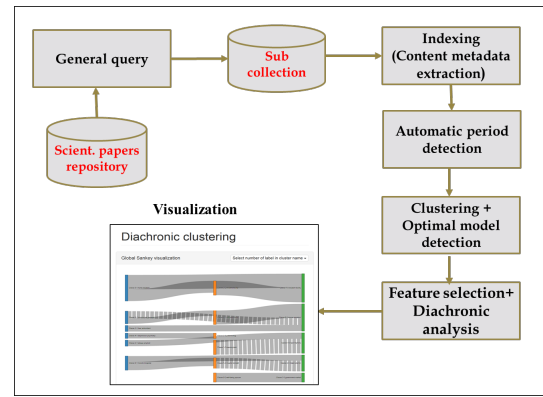 General query
Sub
collection
Indexing
(Content metadata
extraction)
Scient. papers
repository
Automatic period
detection
Clustering +
Optimal model
detection
Feature selection+
Diachronic
analysis
Visualization
Diachronic clustering
Global Sankey visualization
Select number of label in cluster name